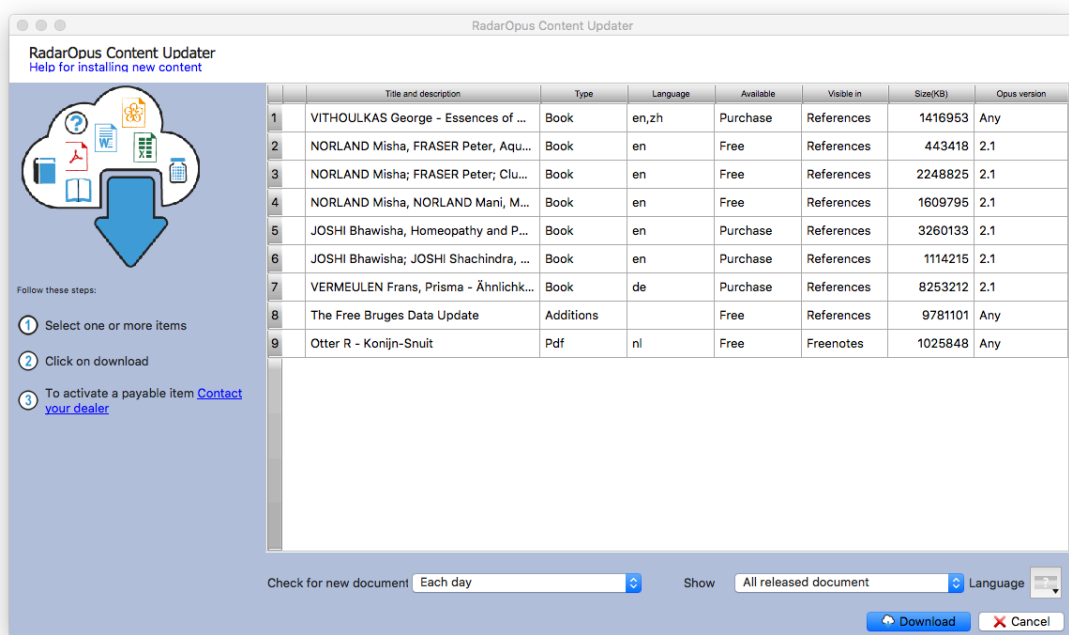 RadarOpus Content Updater
RadarOpus Content Updater
Help for installing new content
Title and description Type Language Available Visible in Size(KB) Opus version
1 VITHOULKAS George - Essences of ... Book en,zh Purchase References 1416953 Any
2 NORLAND Misha, FRASER Peter, Aqu... Book en Free References 443418 2.1
3 NORLAND Misha; FRASER Peter; Clu... Book en Free References 2248825 2.1
4 NORLAND Misha, NORLAND Mani, M... Book en Free References 1609795 2.1
5 JOSHI Bhawisha, Homeopathy and P... Book en Purchase References 3260133 2.1
6 JOSHI Bhawisha; JOSHI Shachindra, ... Book en Purchase References 1114215 2.1
7 VERMEULEN Frans, Prisma - Ähnlichk... Book de Purchase References 8253212 2.1
8 The Free Bruges Data Update Additions Free References 9781101 Any
9 Otter R - Konijn-Snuit Pdf nl Free Freenotes 1025848 Any
?
W
Follow these steps:
1 Select one or more items
2 Click on download
3 To activate a payable item Contact
your dealer
Check for new document Each day Show All released document Language ?
Download Cancel